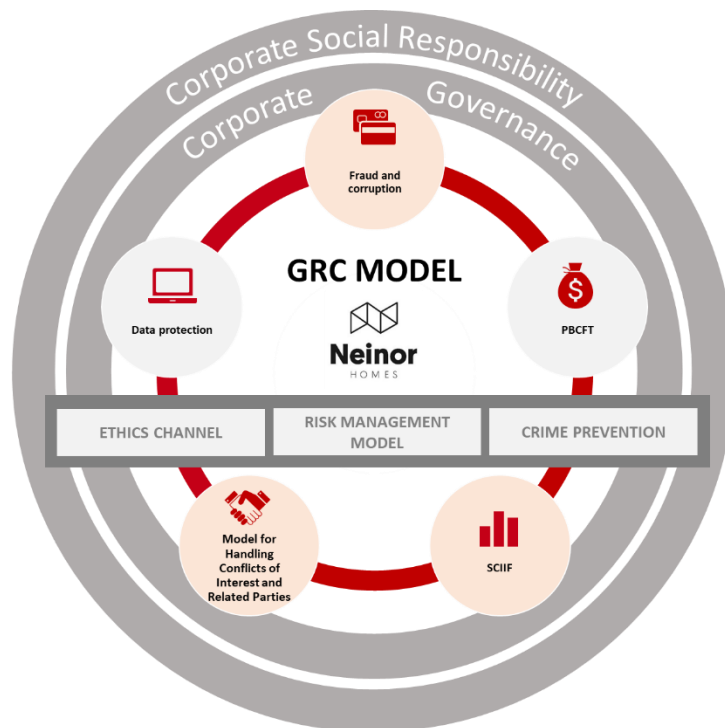 Corporate Social Responsibility
Corporate Governance
Fraud and
corruption
GRC MODEL
Neinor
HOMES
Data protection
$
PBCFT
ETHICS CHANNEL
RISK MANAGEMENT
MODEL
CRIME PREVENTION
Model for
Handling
Conflicts of
Interest and
Related Parties
SCIIF